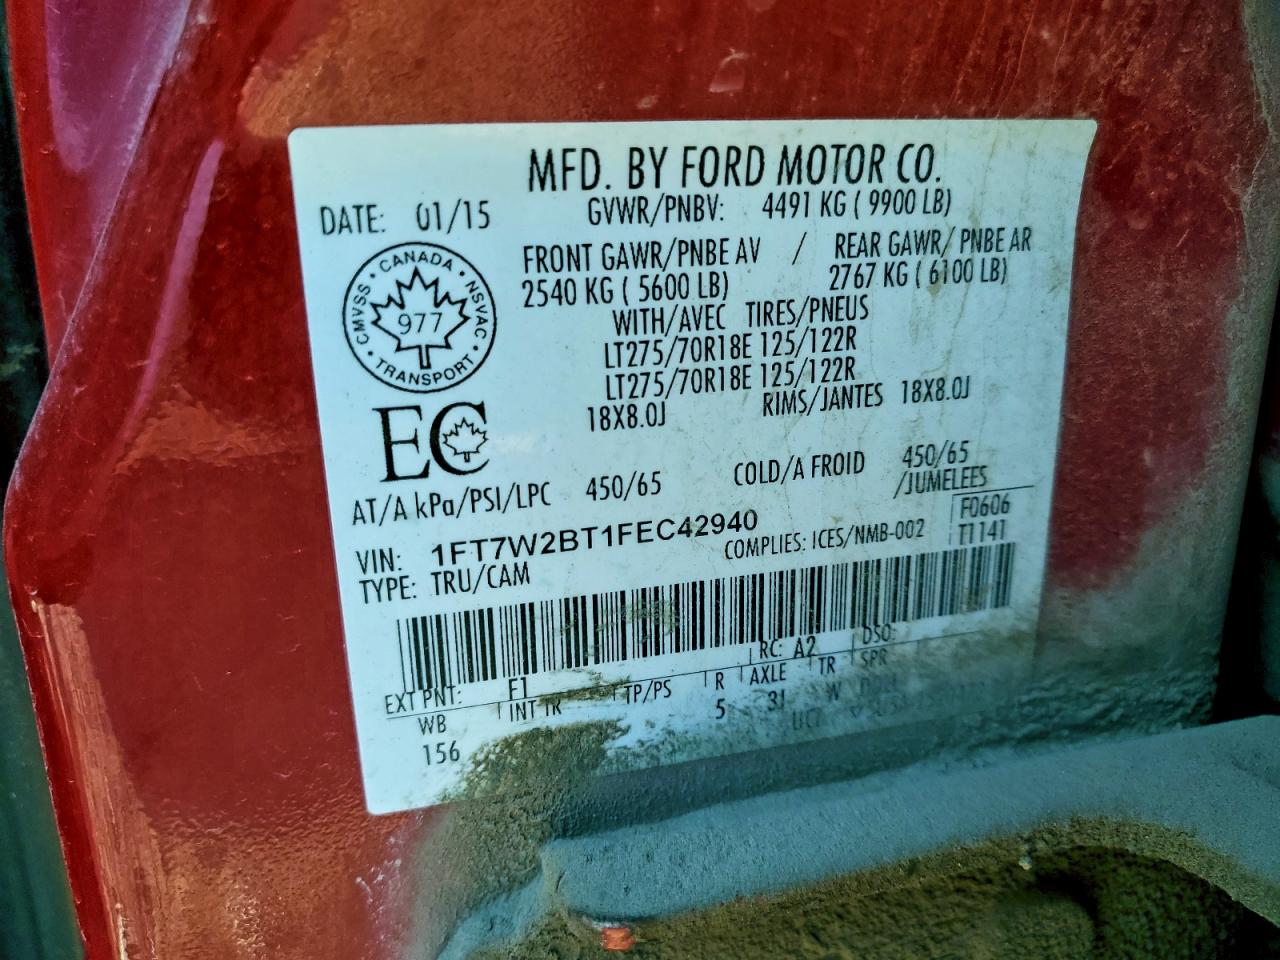 MFD. BY FORD MOTOR CO.
DATE: 01/15 GVWR/PNBV: 4491 KG ( 9900 LB)
FRONT GAWR/PNBE AV / REAR GAWR/ PNBE AR
2540 KG ( 5600 LB) 2767 KG ( 6100 LB)
CANADA
CMVSS 977 NSVAC
TRANSPORT
WITH/AVEC TIRES/PNEUS
LT275/70R18E 125/122R
LT275/70R18E 125/122R
18X8.0J RIMS/JANTES 18X8.0J
EC
AT/A kPa/PSI/LPC 450/65 COLD/A FROID 450/65
/JUMELEES
VIN: 1FT7W2BT1FEC42940 F0606
TYPE: TRU/CAM COMPLIES: ICES/NMB-002 T1141
EXT PNT: F1 RC: A2 DSO:
WB INT TR TP/PS R AXLE TR SPR
156 5 3J W